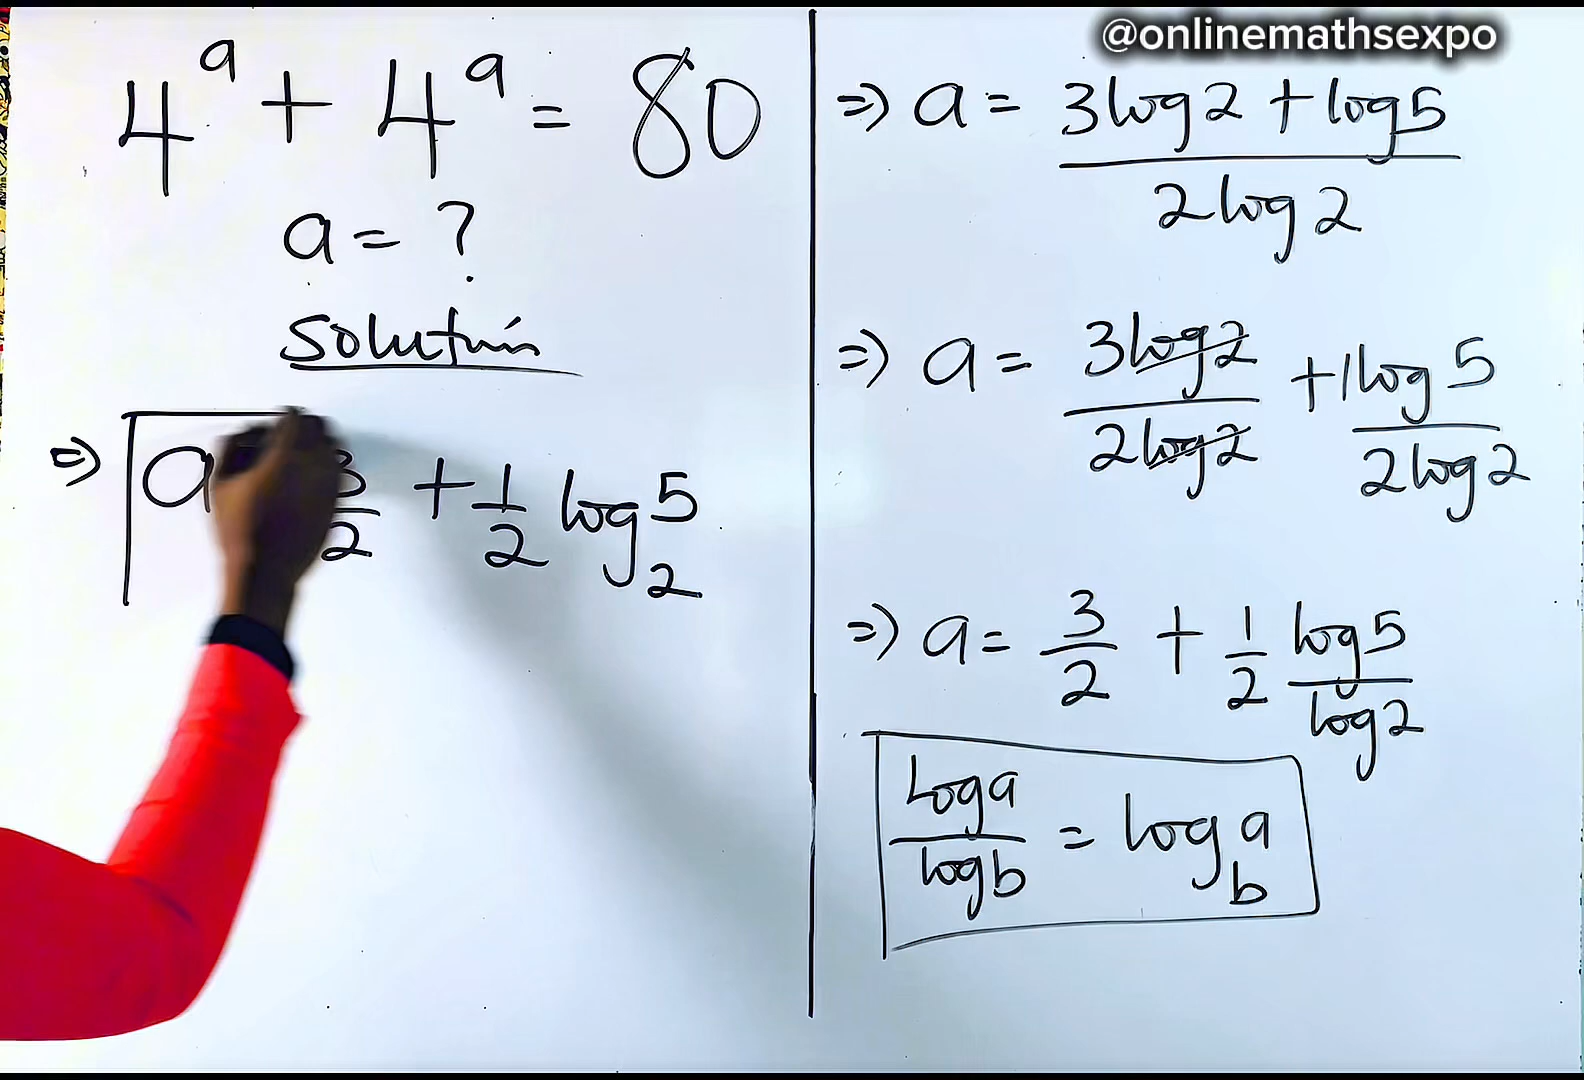 4^a + 4^a = 80
a = ?
Solution
=> a 3/2 + 1/2 log_2 5
@onlinemathsexpo
=> a = (3log2 + log5)/(2log2)
=> a = 3log2/2log2 + 1log5/2log2
=> a = 3/2 + 1/2 log5/log2
Loga/logb = log_b a